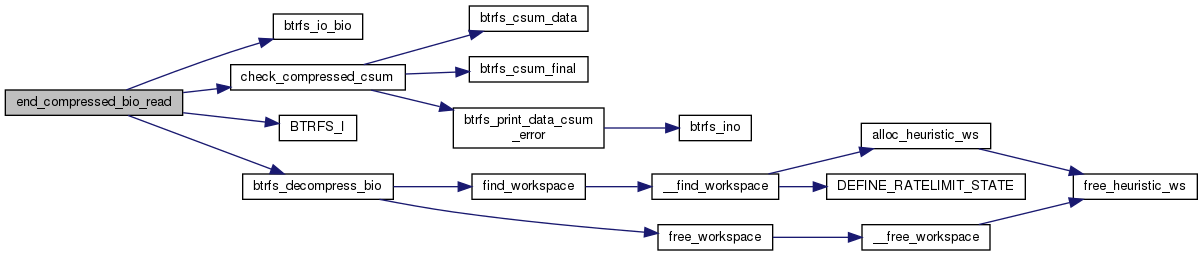 end_compressed_bio_read
btrfs_io_bio
check_compressed_csum
btrfs_csum_data
btrfs_csum_final
btrfs_print_data_csum
_error
btrfs_ino
BTRFS_I
btrfs_decompress_bio
find_workspace
__find_workspace
alloc_heuristic_ws
DEFINE_RATELIMIT_STATE
free_heuristic_ws
free_workspace
__free_workspace